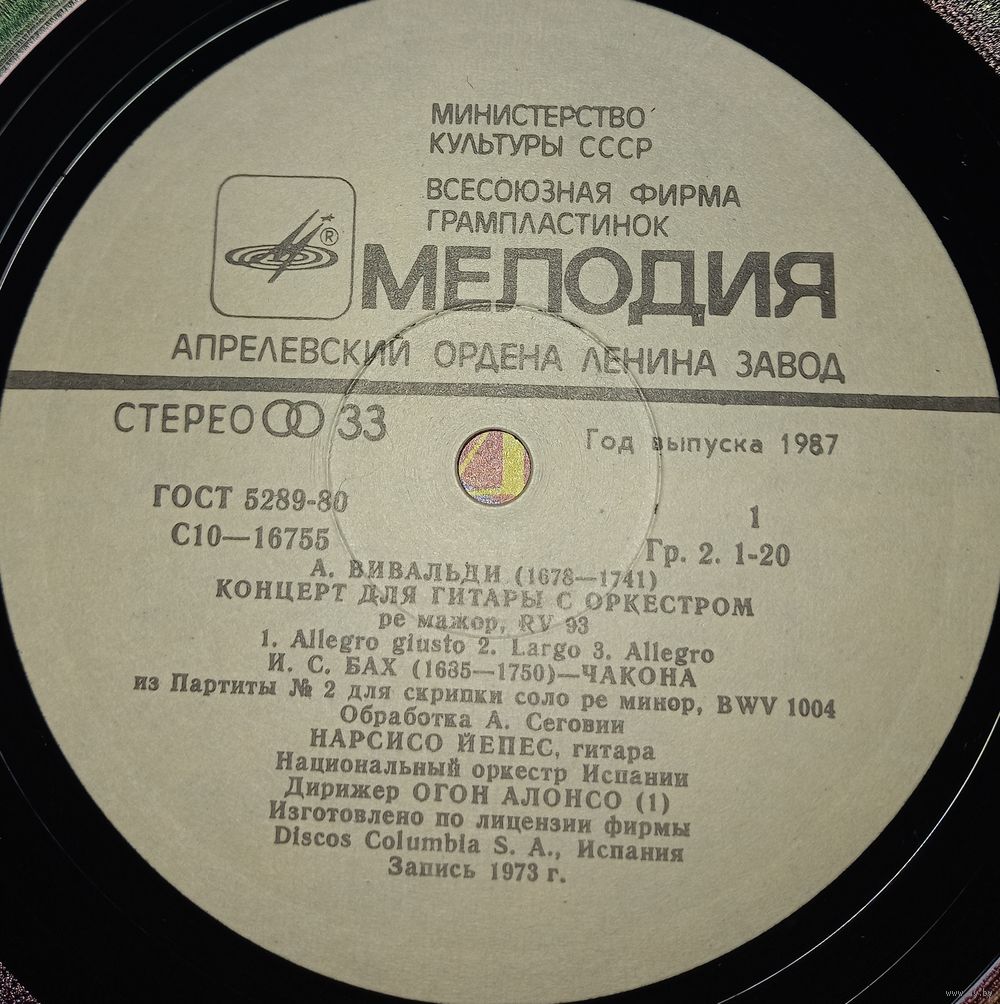 МИНИСТЕРСТВО
КУЛЬТУРЫ СССР
ВСЕСОЮЗНАЯ ФИРМА
ГРАМПЛАСТИНОК
®
МЕЛОДИЯ
АПРЕЛЕВСКИЙ ОРДЕНА ЛЕНИНА ЗАВОД
СТЕРЕО 33
Год выпуска 1987
ГОСТ 5289-80
С10—16755
1
Гр. 2. 1-20
А. ВИВАЛЬДИ (1678—1741)
КОНЦЕРТ ДЛЯ ГИТАРЫ С ОРКЕСТРОМ
ре мажор, RV 93
1. Allegro giusto 2. Largo 3. Allegro
И. С. БАХ (1635—1750)—ЧАКОНА
из Партиты № 2 для скрипки соло ре минор, BWV 1004
Обработка А. Сеговии
НАРСИСО ЙЕПЕС, гитара
Национальный оркестр Испании
Дирижер ОГОН АЛОНСО (1)
Изготовлено по лицензии фирмы
Discos Columbia S. A., Испания
Запись 1973 г.
www.ay.by